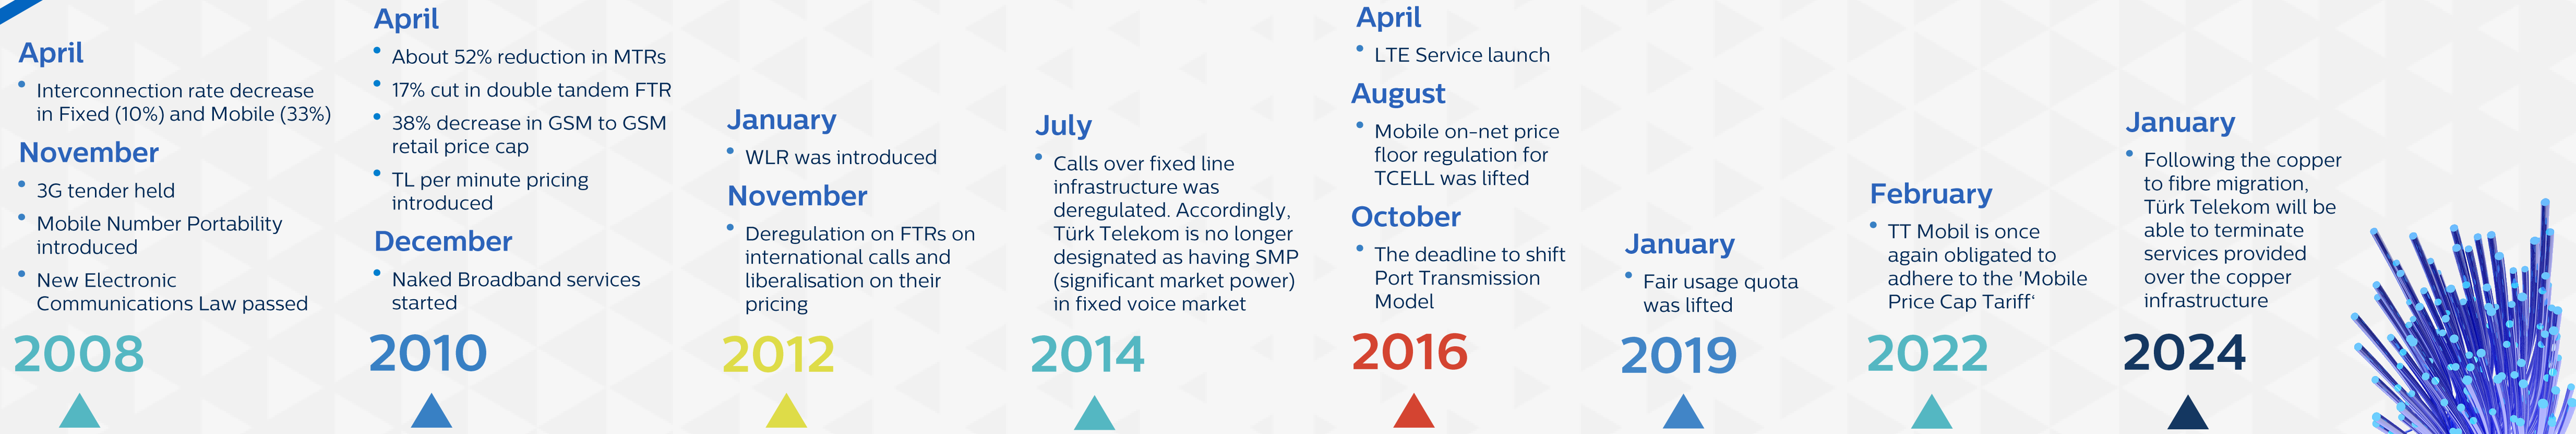 April
• Interconnection rate decrease
in Fixed (10%) and Mobile (33%)
November
• 3G tender held
• Mobile Number Portability
introduced
• New Electronic
Communications Law passed
2008
April
• About 52% reduction in MTRs
• 17% cut in double tandem FTR
• 38% decrease in GSM to GSM
retail price cap
• TL per minute pricing
introduced
December
• Naked Broadband services
started
2010
January
• WLR was introduced
November
• Deregulation on FTRs on
international calls and
liberalisation on their
pricing
2012
July
• Calls over fixed line
infrastructure was
deregulated. Accordingly,
Türk Telekom is no longer
designated as having SMP
(significant market power)
in fixed voice market
2014
April
• LTE Service launch
August
• Mobile on-net price
floor regulation for
TCELL was lifted
October
• The deadline to shift
Port Transmission
Model
2016
January
• Fair usage quota
was lifted
2019
February
• TT Mobil is once
again obligated to
adhere to the 'Mobile
Price Cap Tariff‘
2022
January
• Following the copper
to fibre migration,
Türk Telekom will be
able to terminate
services provided
over the copper
infrastructure
2024